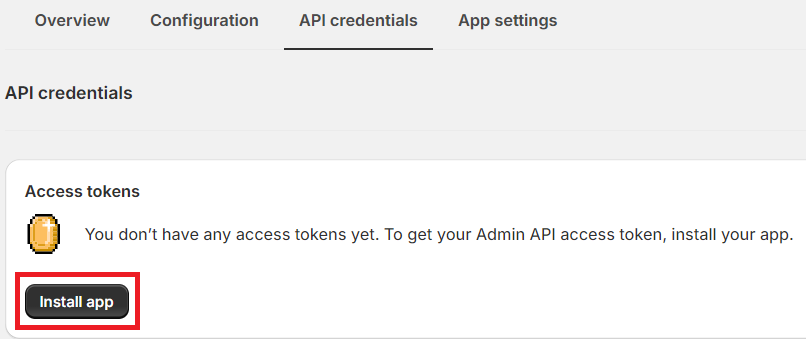 Overview Configuration API credentials App settings
API credentials
Access tokens
You don’t have any access tokens yet. To get your Admin API access token, install your app.
Install app